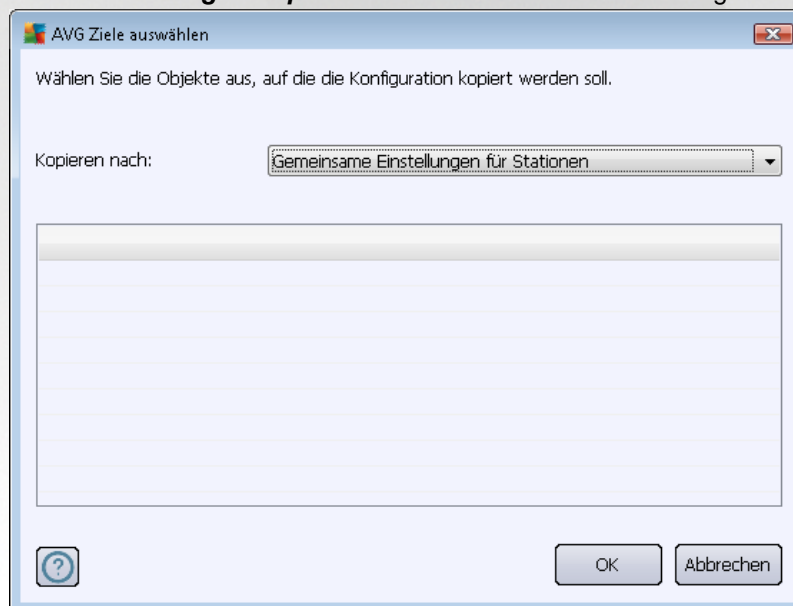 AVG Ziele auswählen
Wählen Sie die Objekte aus, auf die die Konfiguration kopiert werden soll.
Kopieren nach: Gemeinsame Einstellungen für Stationen
?
OK Abbrechen